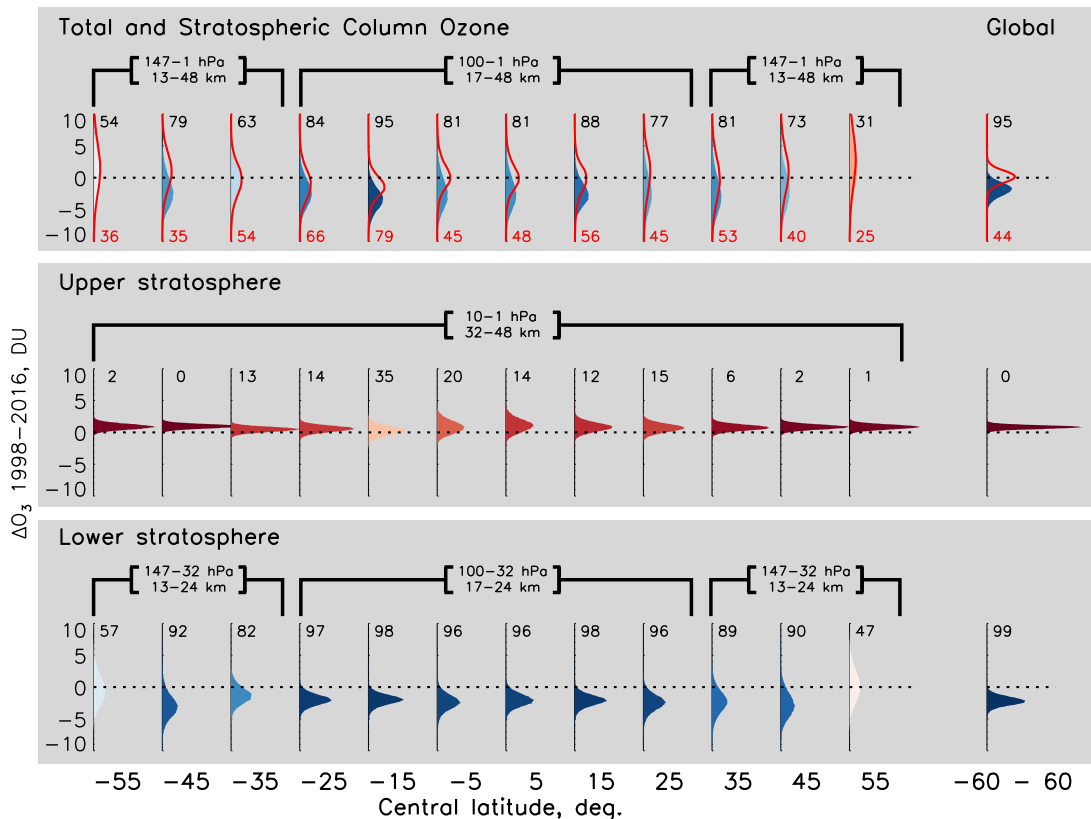 Total and Stratospheric Column Ozone Global
147–1 hPa 100–1 hPa 147–1 hPa
13–48 km 17–48 km 13–48 km
10 54 79 63 84 95 81 81 88 77 81 73 31 95
5
0
−5
−10 36 35 54 66 79 45 48 56 45 53 40 25 44
Upper stratosphere
10–1 hPa
32–48 km
10 2 0 13 14 35 20 14 12 15 6 2 1 0
5
0
−5
−10
ΔO₃ 1998–2016, DU
Lower stratosphere
147–32 hPa 100–32 hPa 147–32 hPa
13–24 km 17–24 km 13–24 km
10 57 92 82 97 98 96 96 98 96 89 90 47 99
5
0
−5
−10
−55 −45 −35 −25 −15 −5 5 15 25 35 45 55 −60 – 60
Central latitude, deg.